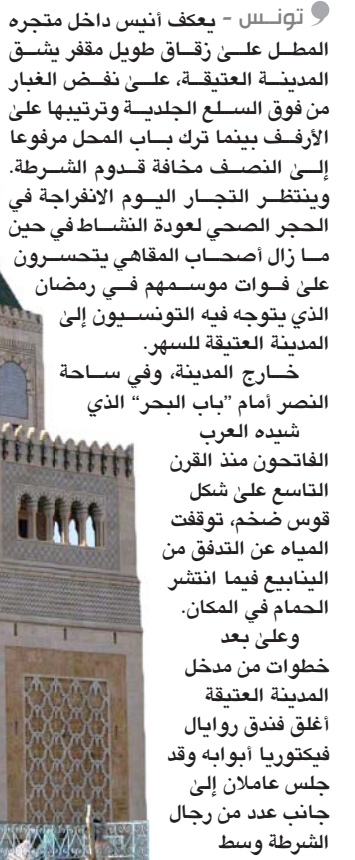 تونس - يعكف أنيس داخل متجره
المطل على زقاق طويل مقفر يشق
المدينة العتيقة، على نفض الغبار
من فوق السلع الجلدية وترتيبها على
الأرفف بينما ترك باب المحل مرفوعا
إلى النصف مخافة قدوم الشرطة.
وينتظر التجار اليوم الانفراجة في
الحجر الصحي لعودة النشاط في حين
ما زال أصحاب المقاهي يتحسرون
على فوات موسمهم في رمضان
الذي يتوجه فيه التونسيون إلى
المدينة العتيقة للسهر.
خارج المدينة، وفي ساحة
النصر أمام "باب البحر" الذي
شيده العرب
الفاتحون منذ القرن
التاسع على شكل
قوس ضخم، توقفت
المياه عن التدفق من
الينابيع فيما انتشر
الحمام في المكان.
وعلى بعد
خطوات من مدخل
المدينة العتيقة
أغلق فندق روايال
فيكتوريا أبوابه وقد
جلس عاملان إلى
جانب عدد من رجال
الشرطة وسط